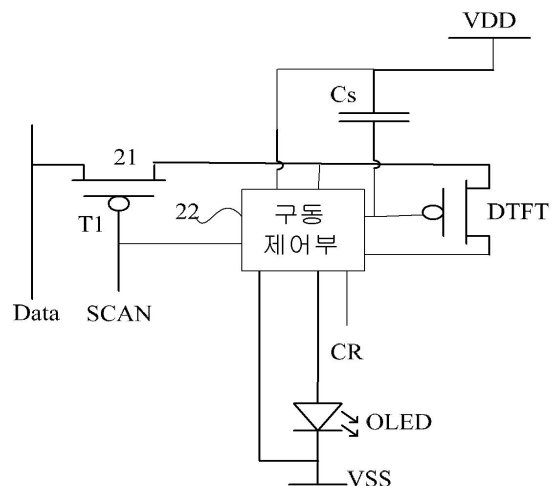 VDD
Cs
21
T1
22
구동
제어부
DTFT
Data
SCAN
CR
OLED
VSS